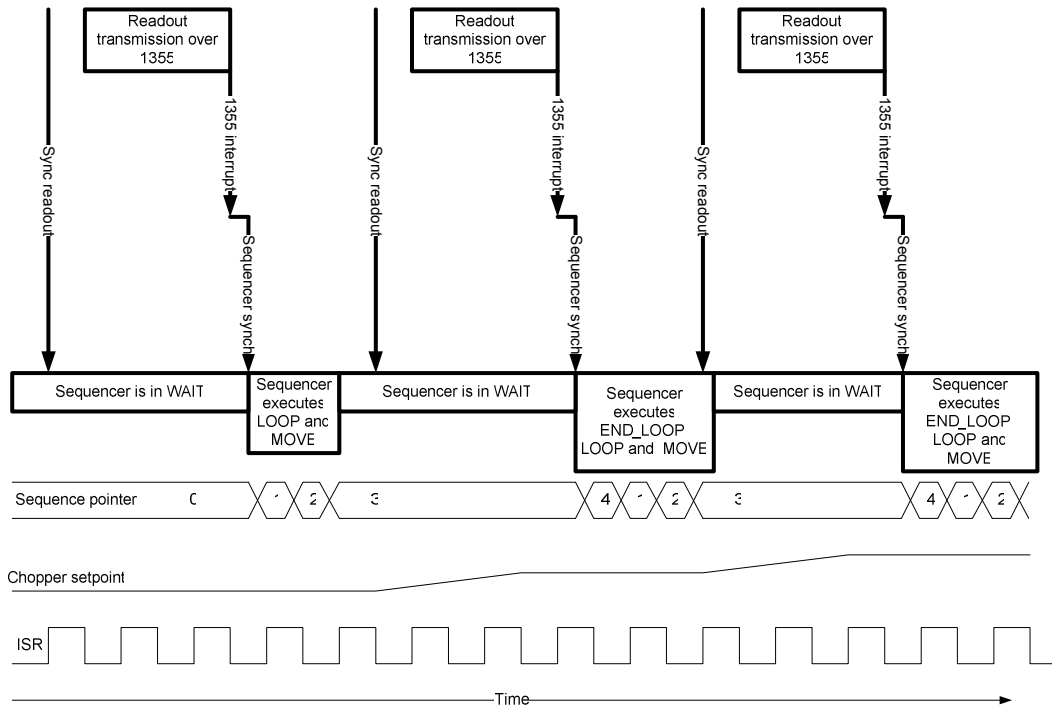 Readout
transmission over
1355
Readout
transmission over
1355
Readout
transmission over
1355
Sync readout
1355 interrupt
Sequencer synch
Sync readout
1355 interrupt
Sequencer synch
Sync readout
1355 interrupt
Sequencer synch
Sequencer is in WAIT
Sequencer
executes
LOOP and
MOVE
Sequencer is in WAIT
Sequencer
executes
END_LOOP
LOOP and MOVE
Sequencer is in WAIT
Sequencer
executes
END_LOOP
LOOP and
MOVE
Sequence pointer 0 1 2 3 4 1 2 3 4 1 2
Chopper setpoint
ISR
Time